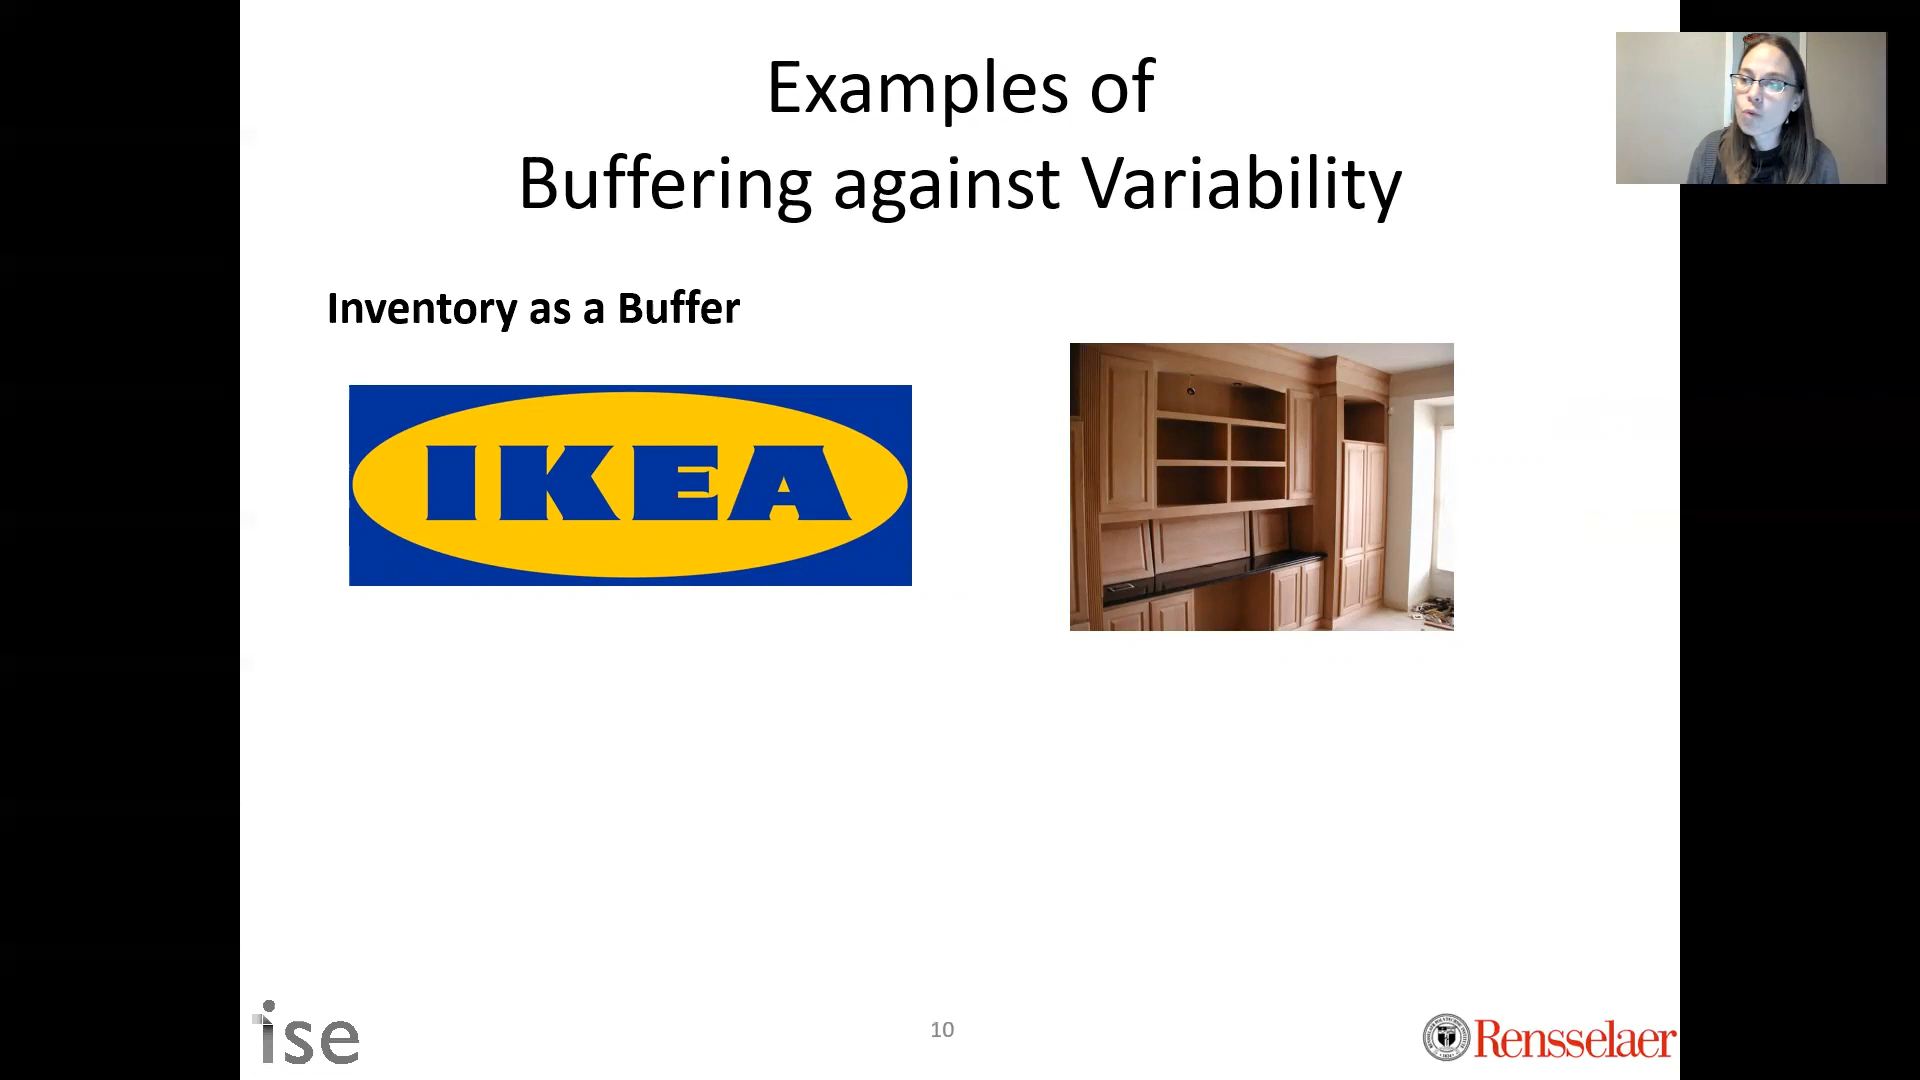 Examples of
Buffering against Variability
Inventory as a Buffer
IKEA
ise
10
Rensselaer